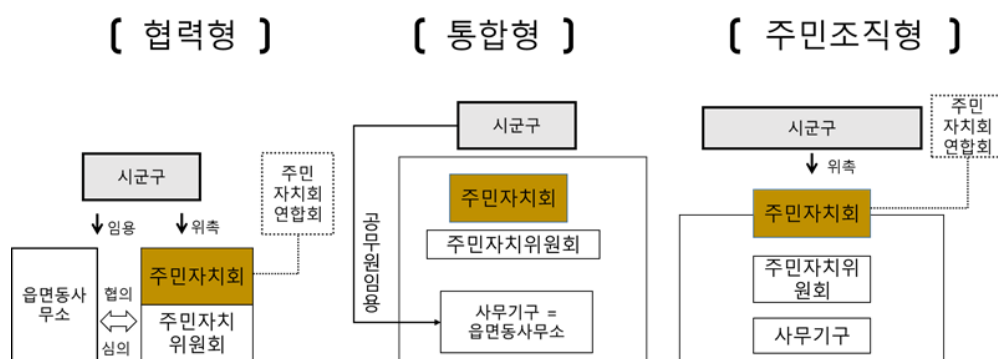 【 협력형 】
【 통합형 】
【 주민조직형 】
시군구
임용
위촉
주민
자치회
연합회
읍면동사
무소
협의
심의
주민자치회
주민자치
위원회
시군구
공무원임용
주민자치회
주민자치위원회
사무기구 =
읍면동사무소
시군구
위촉
주민
자치회
연합회
주민자치회
주민자치위
원회
사무기구